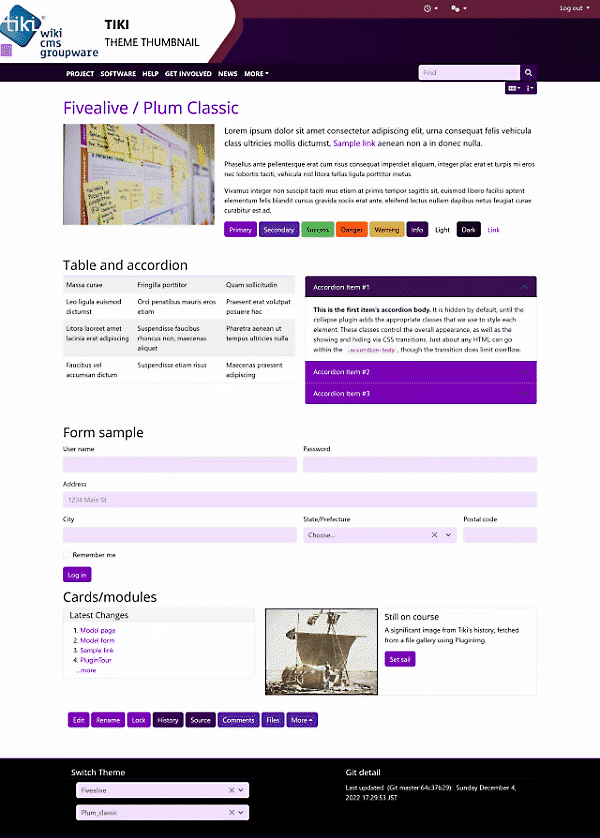 tiki
wiki
cms
groupware
TIKI
THEME THUMBNAIL
Log out
PROJECT SOFTWARE HELP GET INVOLVED NEWS MORE
Find
Fivealive / Plum Classic
Lorem ipsum dolor sit amet consectetur adipiscing elit, urna consequat felis vehicula
class ultricies mollis dictumst, Sample link aenean non a in donec nulla.
Phasellus ante pellentesque erat cum risus consequat imperdiet aliquam, integer plac erat et turpis mi eros
nec lobortis taciti, vehicula nisl litora tellus ligula porttitor metus.
Vivamus integer non suscipit taciti mus etiam at primis tempor sagittis sit, euismod libero facilisi aptent
elementum felis blandit cursus gravida sociis erat ante, eleifend lectus nullam dapibus netus feugiat curae
curabitur est ad.
Primary Secondary Success Danger Warning Info Light Dark Link
Table and accordion
Massa curae Fringilla porttitor Quam sollicitudin
Leo ligula euismod Orci penatibus mauris eros Praesent erat volutpat
dictumst etiam posuere hac
Litora laoreet amet Suspendisse faucibus Pharetra aenean ut
lacinia erat adipiscing rhoncus non, maecenas tempus ultricies nulla
aliquet
Faucibus vel Suspendisse etiam risus Maecenas praesent
accumsan dictum adipiscing
Accordion Item #1
This is the first item's accordion body. It is hidden by default, until the
collapse plugin adds the appropriate classes that we use to style each
element. These classes control the overall appearance, as well as the
showing and hiding via CSS transitions. Just about any HTML can go
within the .accordion-body, though the transition does limit overflow.
Accordion Item #2
Accordion Item #3
Form sample
User name Password
Address
1234 Main St
City State/Prefecture Postal code
Choose...
Remember me
Log in
Cards/modules
Latest Changes
1. Model page
2. Model form
3. Sample link
4. PluginTour
...more
Still on course
A significant image from Tiki's history, fetched
from a file gallery using PluginImg.
Set sail
Edit Rename Lock History Source Comments Files More
Switch Theme
Fivealive
Plum_classic
Git detail
Last updated (Git master:64c37b29) Sunday December 4,
2022 17:29:53 JST